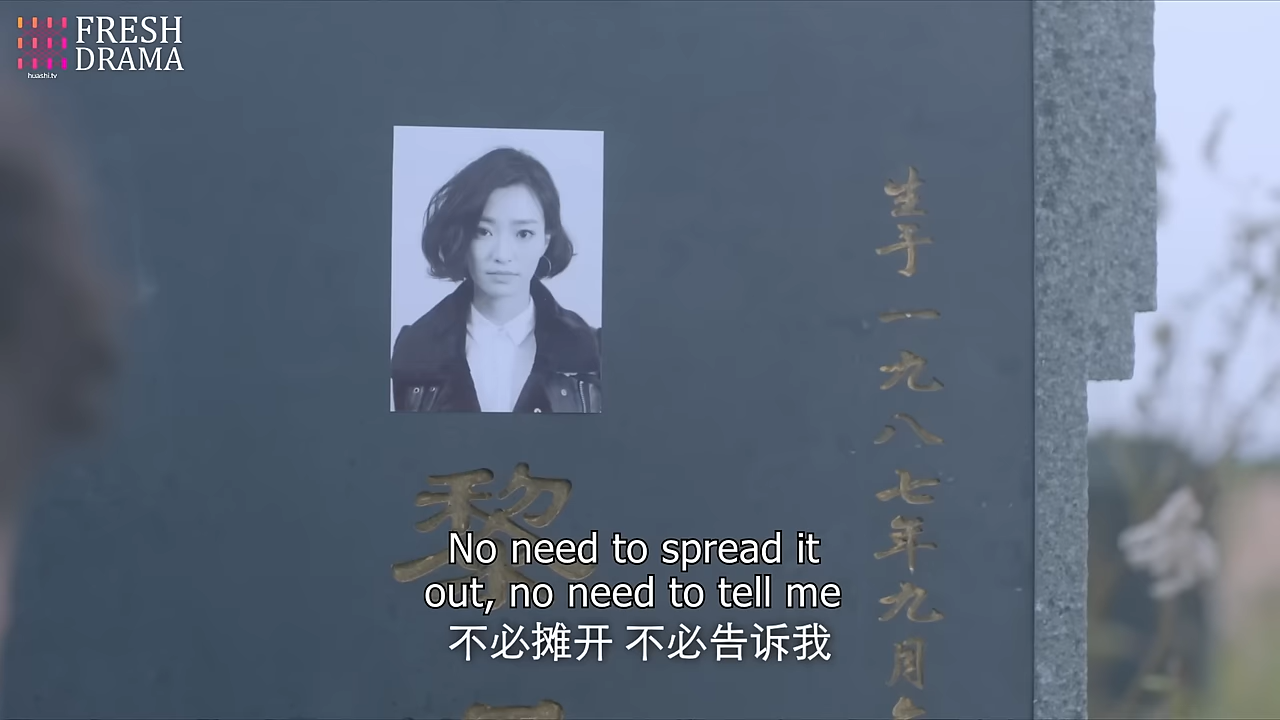 FRESH
DRAMA
huashi.tv
生于一九八七年九月
黎
No need to spread it
out, no need to tell me
不必摊开 不必告诉我